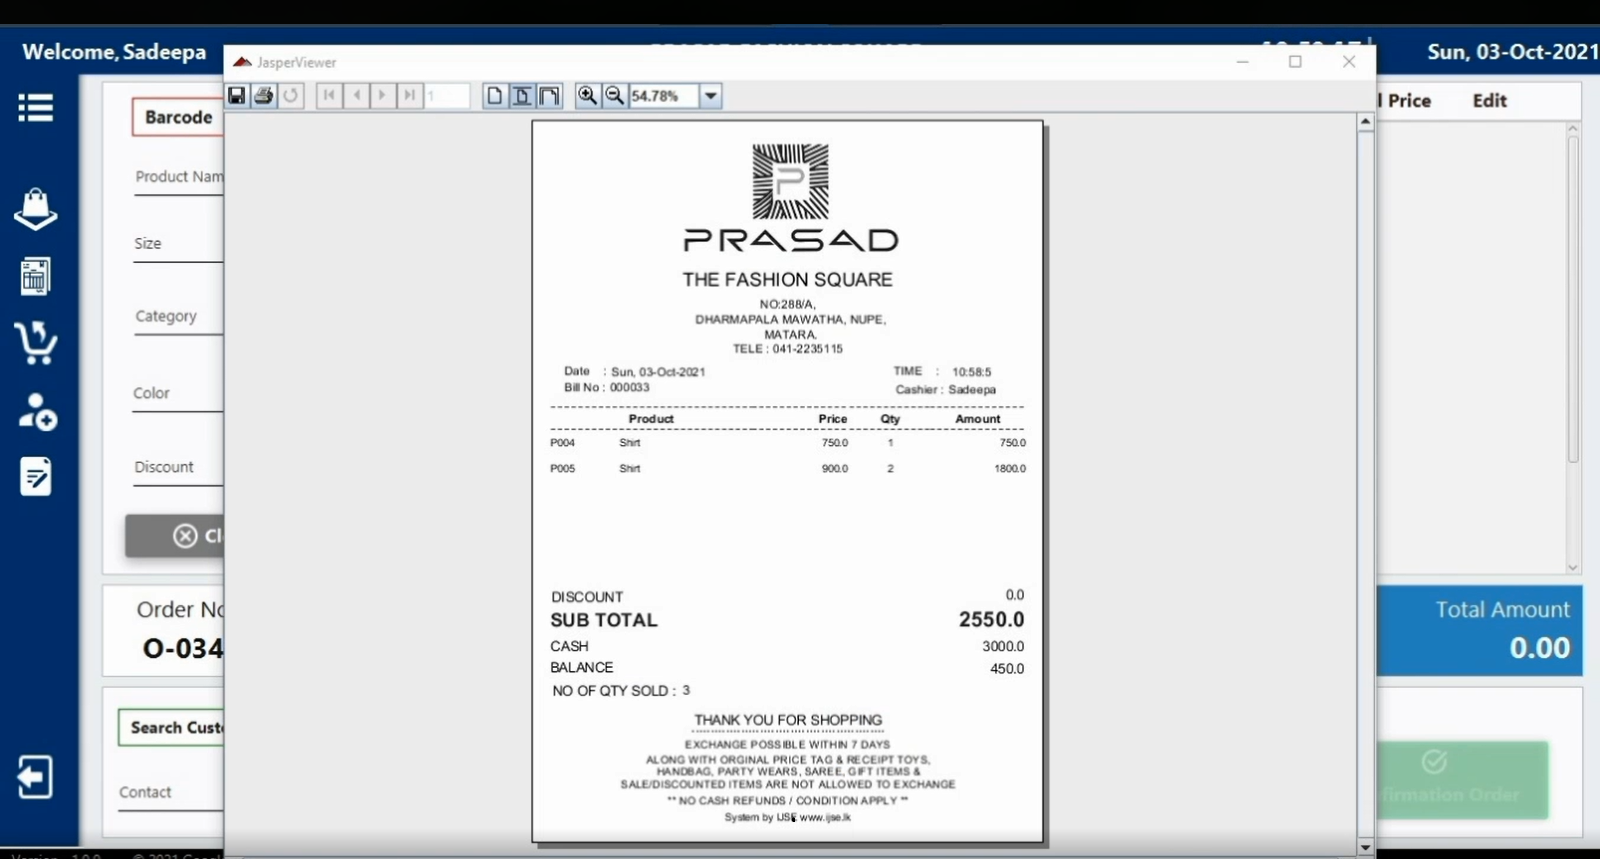 Welcome, Sadeepa
Sun, 03-Oct-2021
JasperViewer
1
54.78%
Barcode
Price
Edit
Product Nam
Size
Category
Color
Discount
Order No
O-034
Search Cust
Contact
Total Amount
0.00
firmation Order
P
PRASAD
THE FASHION SQUARE
NO:288/A,
DHARMAPALA MAWATHA, NUPE,
MATARA.
TELE : 041-2235115
Date : Sun, 03-Oct-2021 TIME : 10:58:5
Bill No : 000033 Cashier : Sadeepa
Product Price Qty Amount
P004 Shirt 750.0 1 750.0
P005 Shirt 900.0 2 1800.0
DISCOUNT 0.0
SUB TOTAL 2550.0
CASH 3000.0
BALANCE 450.0
NO OF QTY SOLD : 3
THANK YOU FOR SHOPPING
EXCHANGE POSSIBLE WITHIN 7 DAYS
ALONG WITH ORGINAL PRICE TAG & RECEIPT TOYS,
HANDBAG, PARTY WEARS, SAREE, GIFT ITEMS &
SALE/DISCOUNTED ITEMS ARE NOT ALLOWED TO EXCHANGE
** NO CASH REFUNDS / CONDITION APPLY **
System by IJSE www.ijse.lk